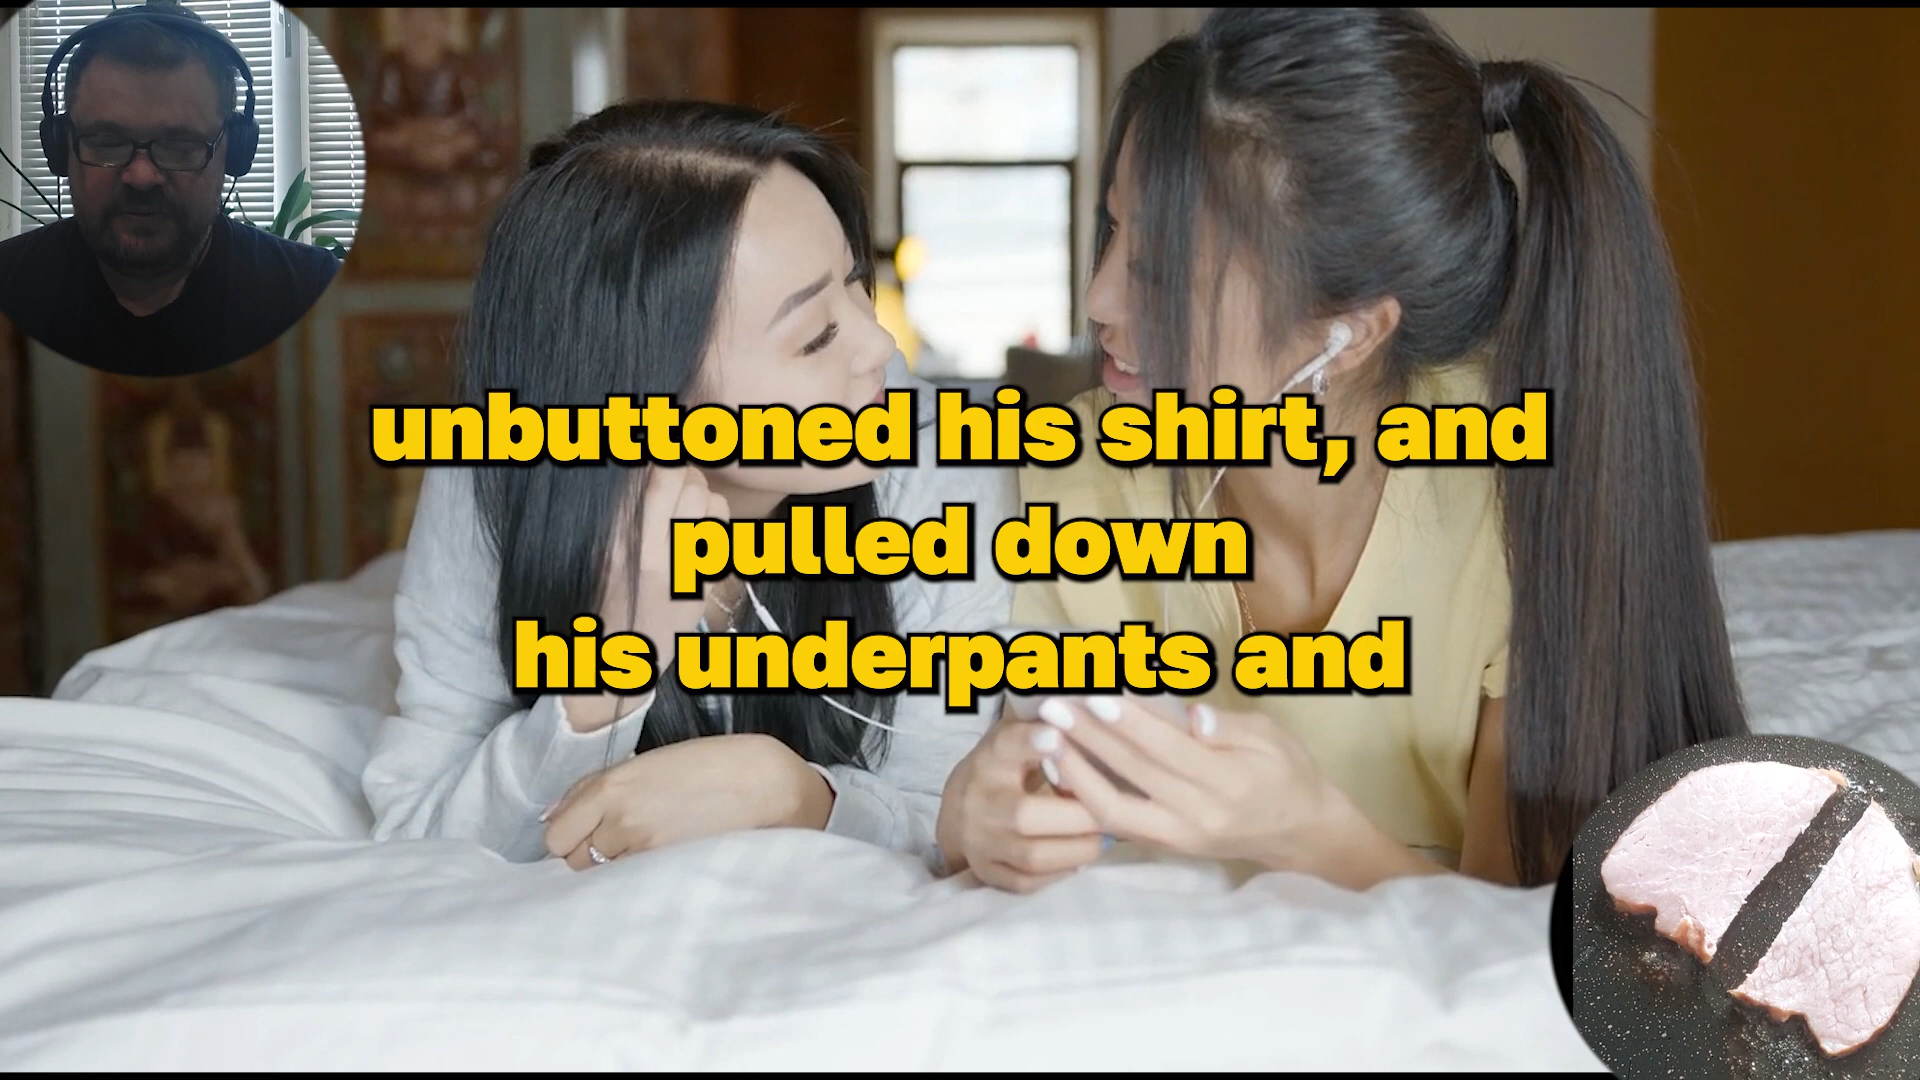 unbuttoned his shirt, and
pulled down
his underpants and